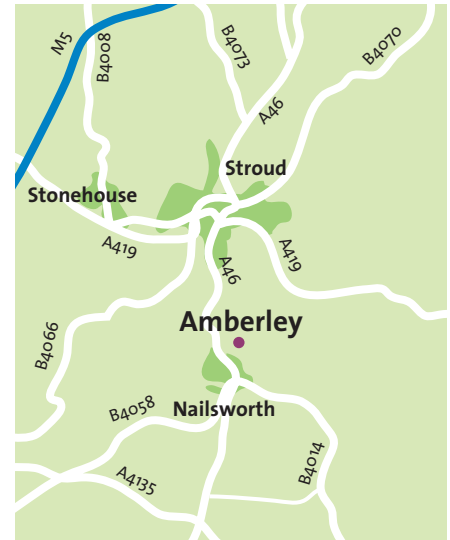 M5
B4008
B4073
B4070
A46
Stroud
Stonehouse
A419
A46
A419
Amberley
B4066
B4058
Nailsworth
B4014
A4135